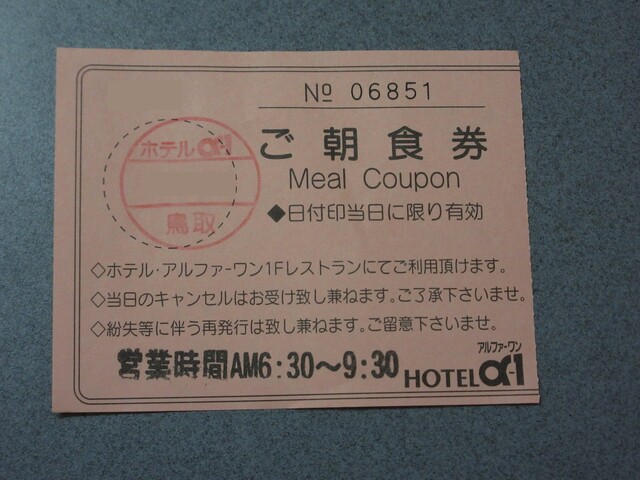 № 06851
ご朝食券
Meal Coupon
◆日付印当日に限り有効
ホテルα-1
鳥取
◇ホテル・アルファーワン1Fレストランにてご利用頂けます。
◇当日のキャンセルはお受け致し兼ねます。ご了承下さいませ。
◇紛失等に伴う再発行は致し兼ねます。ご留意下さいませ。
営業時間AM6:30～9:30
アルファーワン
HOTEL α-1